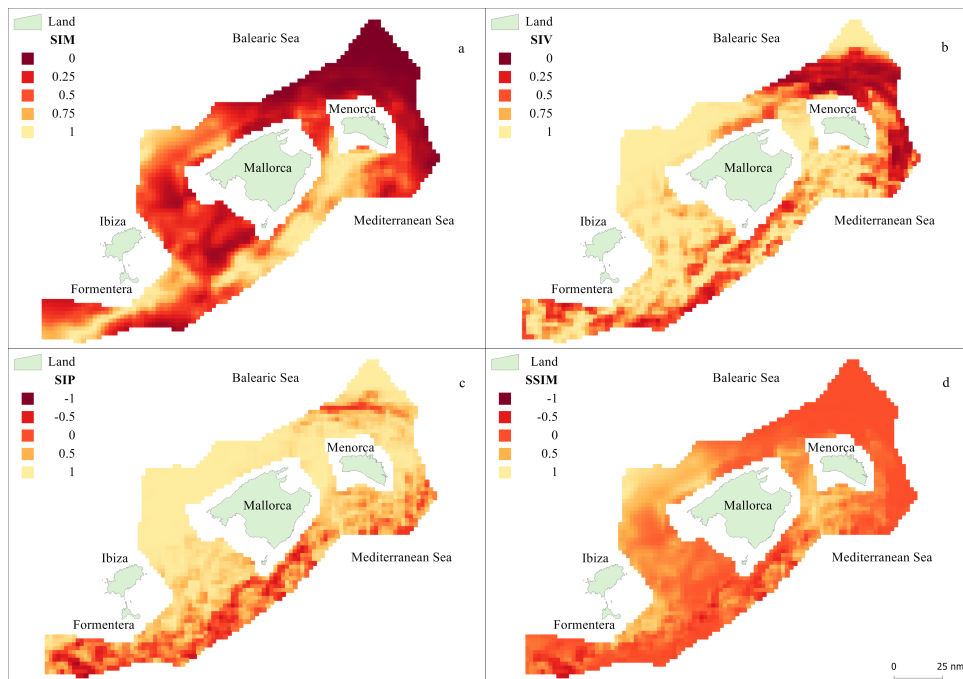 Land
SIM
0
0.25
0.5
0.75
1
Balearic Sea
a
Menorca
Mallorca
Ibiza
Mediterranean Sea
Formentera
Land
SIV
0
0.25
0.5
0.75
1
Balearic Sea
b
Menorca
Mallorca
Ibiza
Mediterranean Sea
Formentera
Land
SIP
-1
-0.5
0
0.5
1
Balearic Sea
c
Menorca
Mallorca
Ibiza
Mediterranean Sea
Formentera
Land
SSIM
-1
-0.5
0
0.5
1
Balearic Sea
d
Menorca
Mallorca
Ibiza
Mediterranean Sea
Formentera
0 25 nm